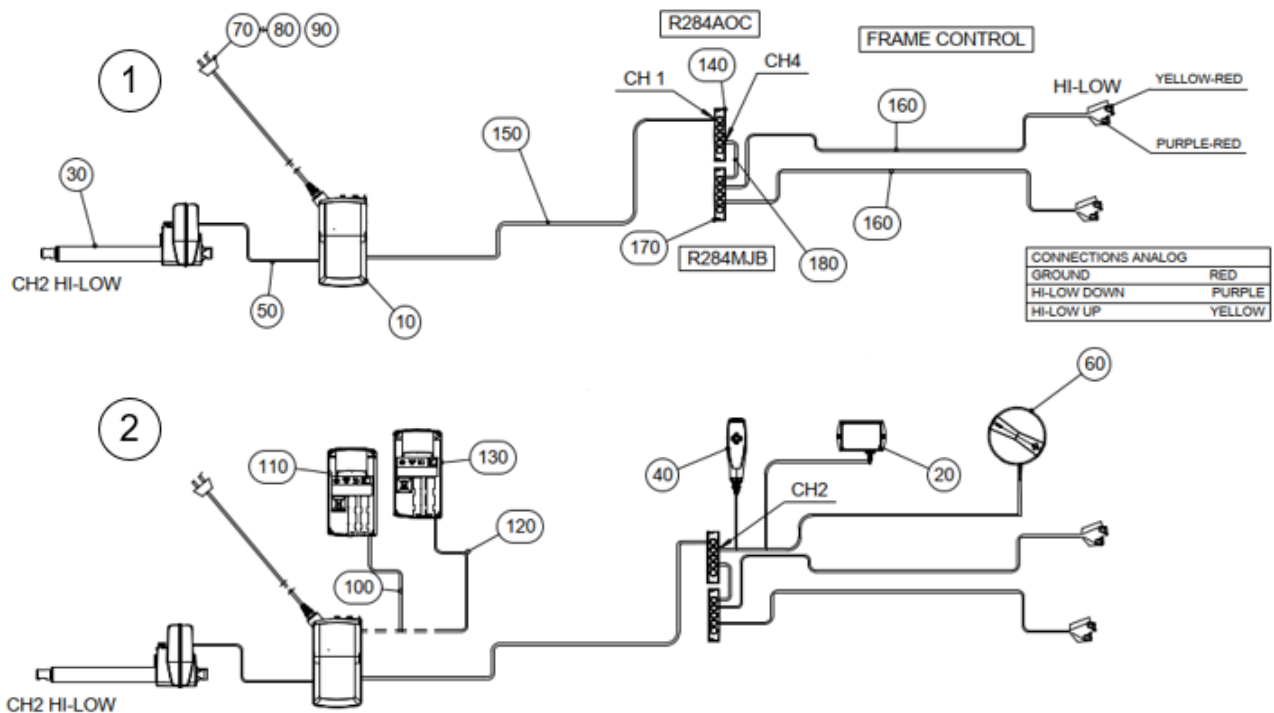 R284AOC
70 80 90
1
FRAME CONTROL
140
CH4
CH 1
HI-LOW
YELLOW-RED
160
150
PURPLE-RED
30
160
170
R284MJB
180
CH2 HI-LOW
50
10
CONNECTIONS ANALOG
GROUND RED
HI-LOW DOWN PURPLE
HI-LOW UP YELLOW
60
2
110
130
40
20
CH2
120
100
CH2 HI-LOW